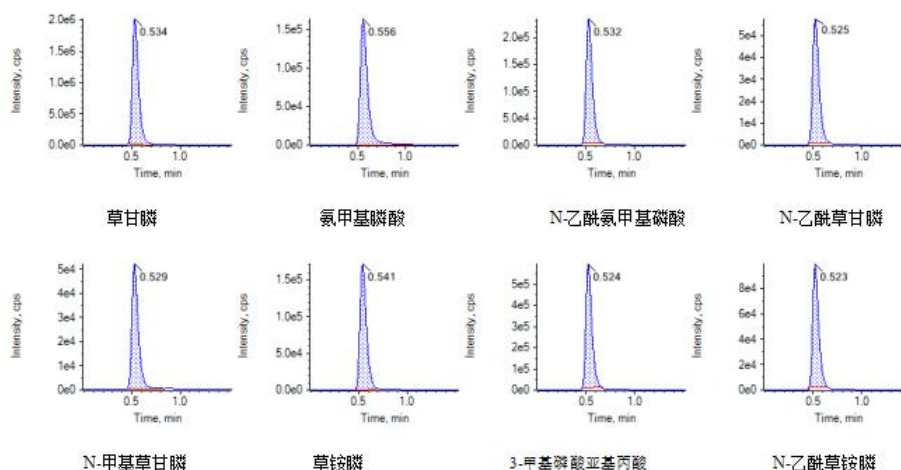 2.0e6
1.5e6
1.0e6
5.0e5
0.0e0
0.534
0.5 1.0
Time, min
Intensity, cps
草甘膦
1.5e5
1.0e5
5.0e4
0.0e0
0.556
0.5 1.0
Time, min
Intensity, cps
氨甲基膦酸
2.0e5
1.5e5
1.0e5
5.0e4
0.0e0
0.532
0.5 1.0
Time, min
Intensity, cps
N-乙酰氨甲基磷酸
5e4
4e4
3e4
2e4
1e4
0e0
0.525
0.5 1.0
Time, min
Intensity, cps
N-乙酰草甘膦
5e4
4e4
3e4
2e4
1e4
0e0
0.529
0.5 1.0
Time, min
Intensity, cps
N-甲基草甘膦
1.5e5
1.0e5
5.0e4
0.0e0
0.541
0.5 1.0
Time, min
Intensity, cps
草铵膦
5e5
4e5
3e5
2e5
1e5
0e0
0.524
0.5 1.0
Time, min
Intensity, cps
3-甲基磷酸亚基丙酸
8e4
6e4
4e4
2e4
0e0
0.523
0.5 1.0
Time, min
Intensity, cps
N-乙酰草铵膦